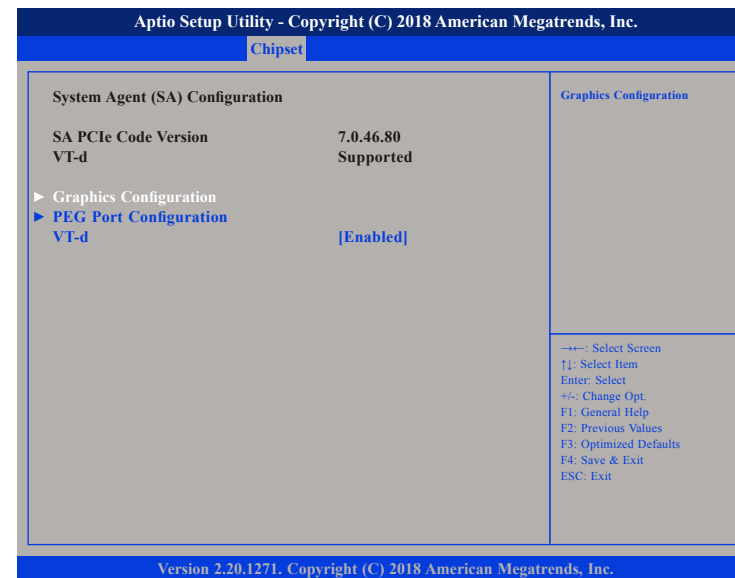 Aptio Setup Utility - Copyright (C) 2018 American Megatrends, Inc.
Chipset
System Agent (SA) Configuration
SA PCIe Code Version 7.0.46.80
VT-d Supported
► Graphics Configuration
► PEG Port Configuration
VT-d [Enabled]
Graphics Configuration
→←: Select Screen
↑↓: Select Item
Enter: Select
+/-: Change Opt.
F1: General Help
F2: Previous Values
F3: Optimized Defaults
F4: Save & Exit
ESC: Exit
Version 2.20.1271. Copyright (C) 2018 American Megatrends, Inc.